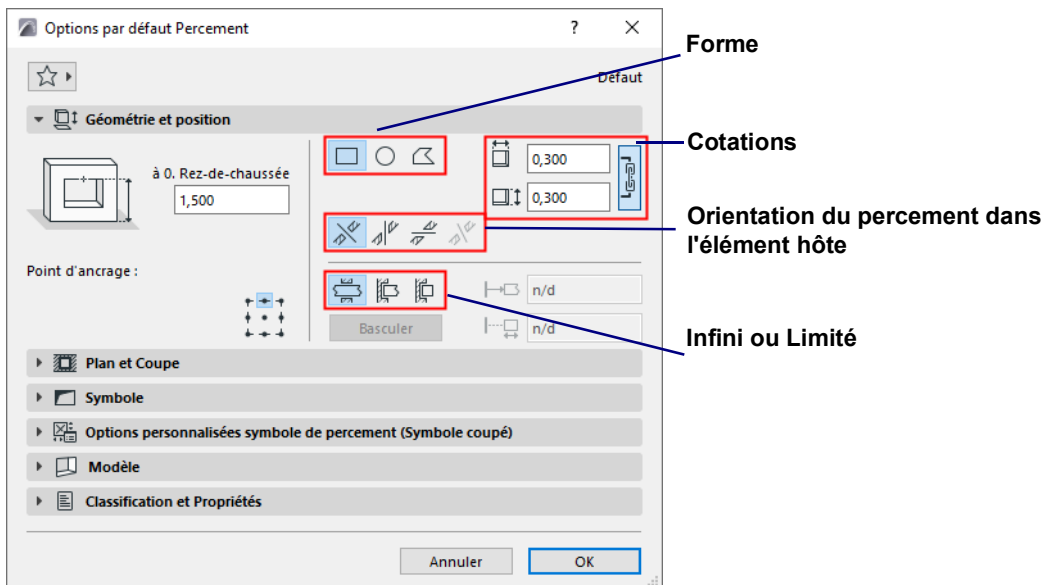 Options par défaut Percement
?
Forme
Défaut
Géométrie et position
à 0. Rez-de-chaussée
1,500
0,300
0,300
Cotations
Orientation du percement dans
l'élément hôte
Point d'ancrage :
n/d
Basculer
n/d
Infini ou Limité
Plan et Coupe
Symbole
Options personnalisées symbole de percement (Symbole coupé)
Modèle
Classification et Propriétés
Annuler
OK